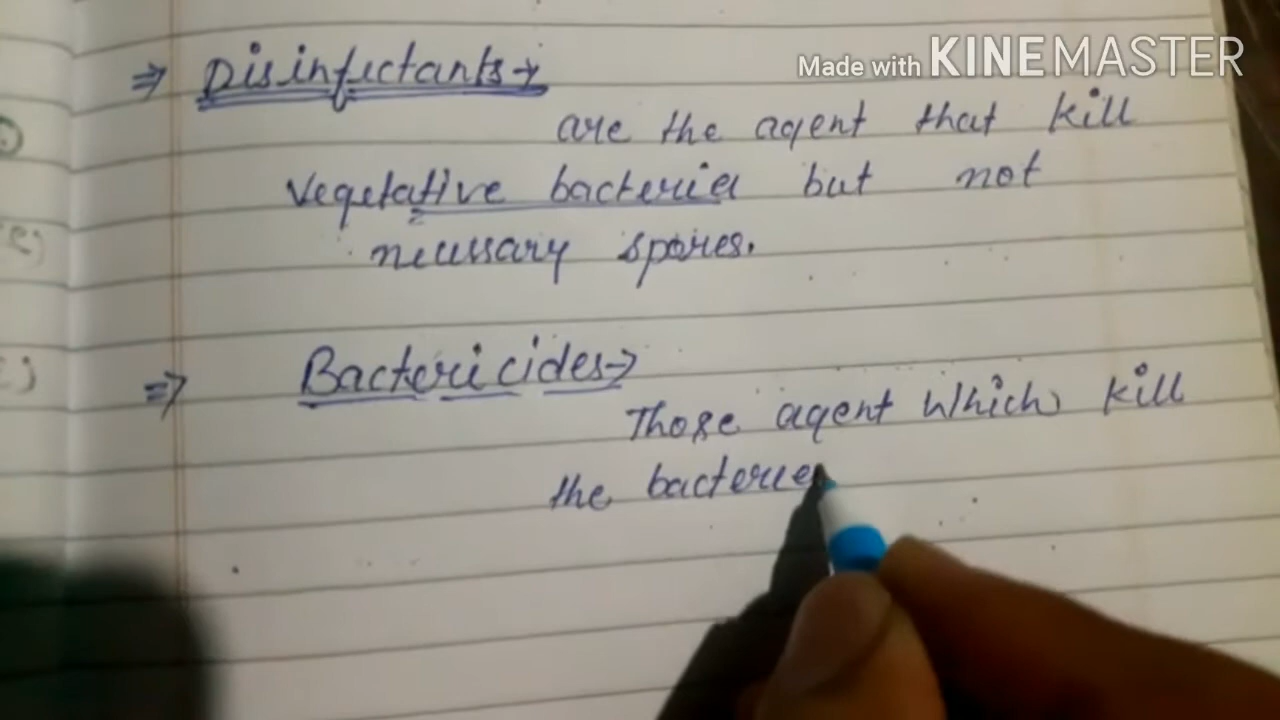 Made with KINEMASTER
⇒ Disinfectants→
are the agent that kill
Vegetative bacteria but not
necessary spores.
⇒ Bactericides→
Those agent which kill
the bacteria